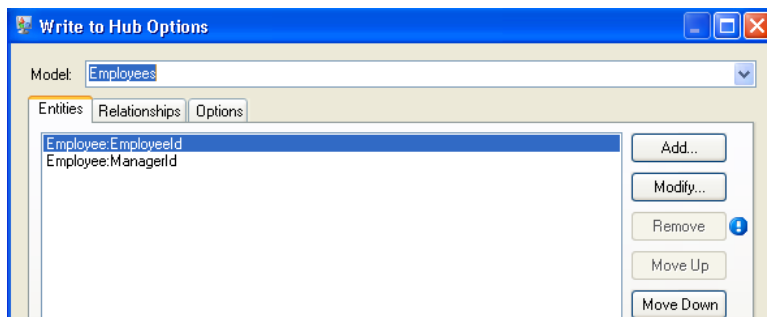 Write to Hub Options
Model: Employees
Entities Relationships Options
Employee:EmployeeId
Employee:ManagerId
Add...
Modify...
Remove
Move Up
Move Down